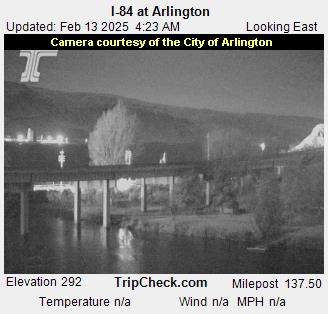 I-84 at Arlington
Updated: Feb 13 2025 4:23 AM Looking East
Camera courtesy of the City of Arlington
Elevation 292 TripCheck.com Milepost 137.50
Temperature n/a Wind n/a MPH n/a